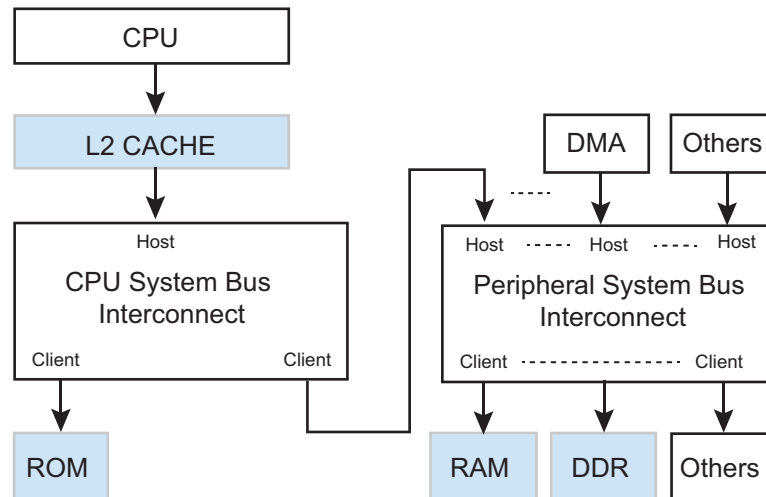 CPU
L2 CACHE
Host
CPU System Bus
Interconnect
Client Client
ROM
DMA Others
Host Host Host
Peripheral System Bus
Interconnect
Client Client
RAM DDR Others